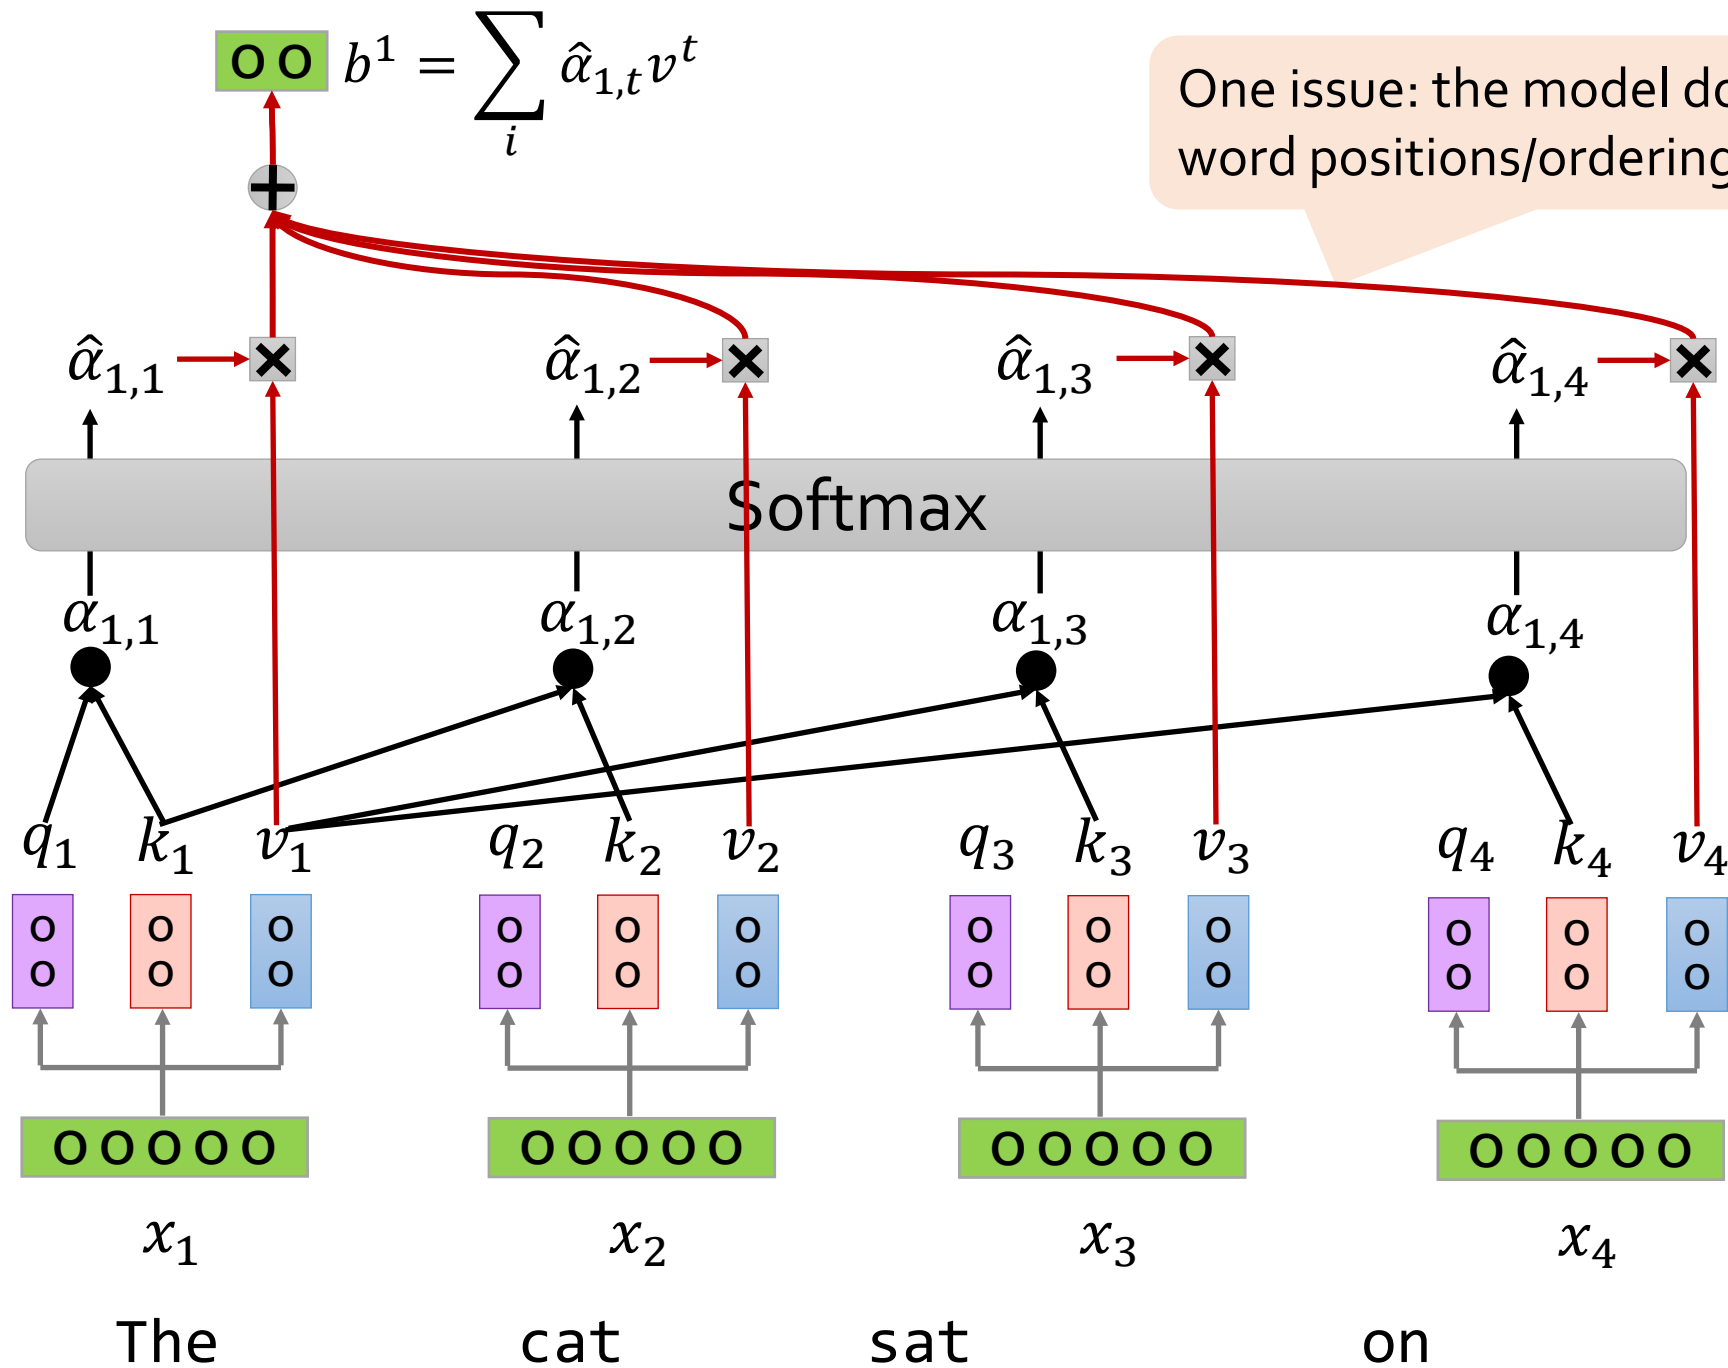 o o b¹ = ∑ᵢ α̂₁,ₜvᵗ
One issue: the model do
word positions/ordering
α̂₁,₁ α̂₁,₂ α̂₁,₃ α̂₁,₄
Softmax
α₁,₁ α₁,₂ α₁,₃ α₁,₄
q₁ k₁ v₁ q₂ k₂ v₂ q₃ k₃ v₃ q₄ k₄ v₄
o o o o o o o o o o o o
o o o o o o o o o o o o
o o o o o o o o o o o o o o o o o o o o
x₁ x₂ x₃ x₄
The cat sat on